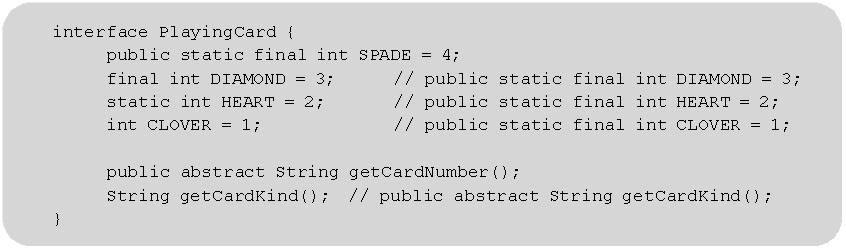 interface PlayingCard {
public static final int SPADE = 4;
final int DIAMOND = 3;      // public static final int DIAMOND = 3;
static int HEART = 2;       // public static final int HEART = 2;
int CLOVER = 1;             // public static final int CLOVER = 1;
public abstract String getCardNumber();
String getCardKind();  // public abstract String getCardKind();
}